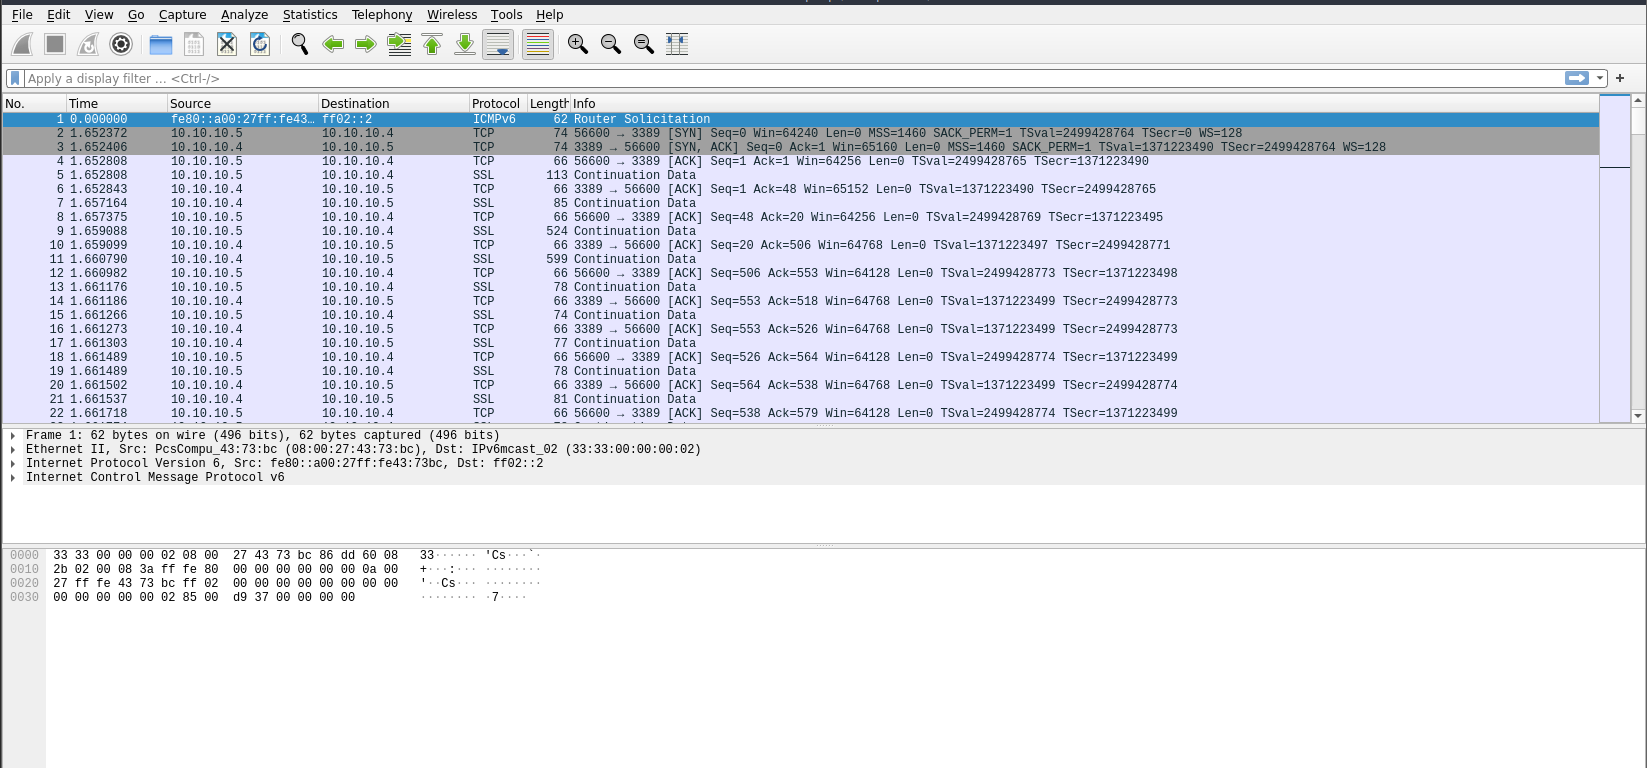 File Edit View Go Capture Analyze Statistics Telephony Wireless Tools Help
Apply a display filter ... <Ctrl-/>
No. Time Source Destination Protocol Length Info
1 0.000000 fe80::a00:27ff:fe43… ff02::2 ICMPv6 62 Router Solicitation
2 1.652372 10.10.10.5 10.10.10.4 TCP 74 56600 → 3389 [SYN] Seq=0 Win=64240 Len=0 MSS=1460 SACK_PERM=1 TSval=2499428764 TSecr=0 WS=128
3 1.652406 10.10.10.4 10.10.10.5 TCP 74 3389 → 56600 [SYN, ACK] Seq=0 Ack=1 Win=65160 Len=0 MSS=1460 SACK_PERM=1 TSval=1371223490 TSecr=2499428764 WS=128
4 1.652808 10.10.10.5 10.10.10.4 TCP 66 56600 → 3389 [ACK] Seq=1 Ack=1 Win=64256 Len=0 TSval=2499428765 TSecr=1371223490
5 1.652808 10.10.10.5 10.10.10.4 SSL 113 Continuation Data
6 1.652843 10.10.10.4 10.10.10.5 TCP 66 3389 → 56600 [ACK] Seq=1 Ack=48 Win=65152 Len=0 TSval=1371223490 TSecr=2499428765
7 1.657164 10.10.10.4 10.10.10.5 SSL 85 Continuation Data
8 1.657375 10.10.10.5 10.10.10.4 TCP 66 56600 → 3389 [ACK] Seq=48 Ack=20 Win=64256 Len=0 TSval=2499428769 TSecr=1371223495
9 1.659088 10.10.10.5 10.10.10.4 SSL 524 Continuation Data
10 1.659099 10.10.10.4 10.10.10.5 TCP 66 3389 → 56600 [ACK] Seq=20 Ack=506 Win=64768 Len=0 TSval=1371223497 TSecr=2499428771
11 1.660790 10.10.10.4 10.10.10.5 SSL 599 Continuation Data
12 1.660982 10.10.10.5 10.10.10.4 TCP 66 56600 → 3389 [ACK] Seq=506 Ack=553 Win=64128 Len=0 TSval=2499428773 TSecr=1371223498
13 1.661176 10.10.10.5 10.10.10.4 SSL 78 Continuation Data
14 1.661186 10.10.10.4 10.10.10.5 TCP 66 3389 → 56600 [ACK] Seq=553 Ack=518 Win=64768 Len=0 TSval=1371223499 TSecr=2499428773
15 1.661266 10.10.10.5 10.10.10.4 SSL 74 Continuation Data
16 1.661273 10.10.10.4 10.10.10.5 TCP 66 3389 → 56600 [ACK] Seq=553 Ack=526 Win=64768 Len=0 TSval=1371223499 TSecr=2499428773
17 1.661303 10.10.10.4 10.10.10.5 SSL 77 Continuation Data
18 1.661489 10.10.10.5 10.10.10.4 TCP 66 56600 → 3389 [ACK] Seq=526 Ack=564 Win=64128 Len=0 TSval=2499428774 TSecr=1371223499
19 1.661489 10.10.10.5 10.10.10.4 SSL 78 Continuation Data
20 1.661502 10.10.10.4 10.10.10.5 TCP 66 3389 → 56600 [ACK] Seq=564 Ack=538 Win=64768 Len=0 TSval=1371223499 TSecr=2499428774
21 1.661537 10.10.10.4 10.10.10.5 SSL 81 Continuation Data
22 1.661718 10.10.10.5 10.10.10.4 TCP 66 56600 → 3389 [ACK] Seq=538 Ack=579 Win=64128 Len=0 TSval=2499428774 TSecr=1371223499
Frame 1: 62 bytes on wire (496 bits), 62 bytes captured (496 bits)
Ethernet II, Src: PcsCompu_43:73:bc (08:00:27:43:73:bc), Dst: IPv6mcast_02 (33:33:00:00:00:02)
Internet Protocol Version 6, Src: fe80::a00:27ff:fe43:73bc, Dst: ff02::2
Internet Control Message Protocol v6
0000 33 33 00 00 00 02 08 00 27 43 73 bc 86 dd 60 08 33······ 'Cs···`·
0010 2b 02 00 08 3a ff fe 80 00 00 00 00 00 00 0a 00 +···:··· ········
0020 27 ff fe 43 73 bc ff 02 00 00 00 00 00 00 00 00 '··Cs··· ········
0030 00 00 00 00 00 02 85 00 d9 37 00 00 00 00 ········ ·7····